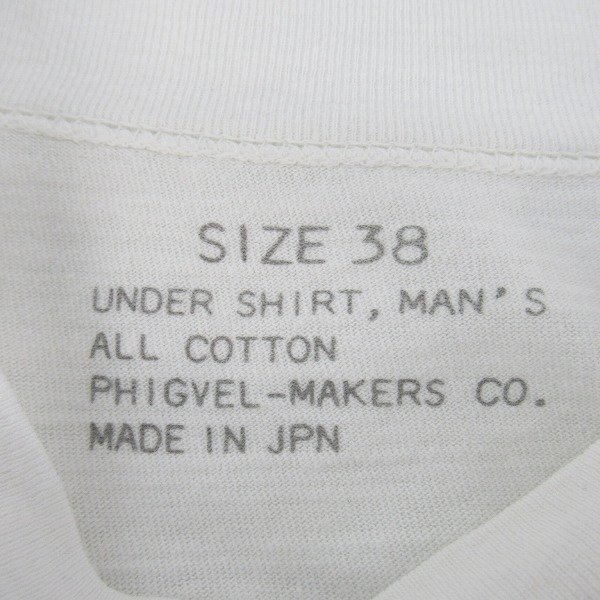 SIZE 38
UNDER SHIRT, MAN'S
ALL COTTON
PHIGVEL-MAKERS CO.
MADE IN JPN